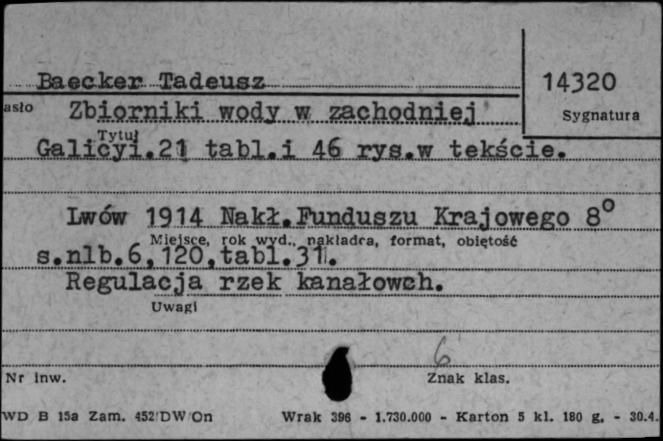 Baecker Tadeusz
14320
asło
Zbiorniki wody w zachodniej
Sygnatura
Tytuł
Galicyi.21 tabl.i 46 rys.w tekście.
Lwów 1914 Nakł.Funduszu Krajowego 8°
Miejsce, rok wyd., nakładca, format, objętość
s.nlb.6,120,tabl.31.
Regulacja rzek kanałowch.
Uwagi
6
Nr inw.
Znak klas.
WD B 15a Zam. 452/DW/On Wrak 396 - 1.730.000 - Karton 5 kl. 180 g. - 30.4.